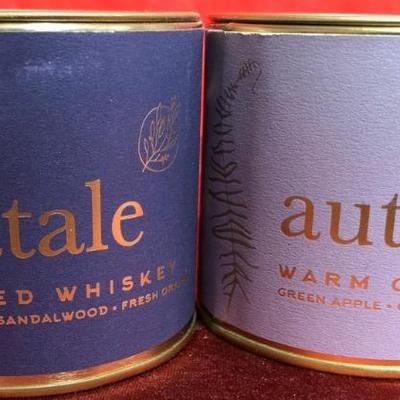 tale
ED WHISKEY
SANDALWOOD • FRESH OR
aut
WARM
GREEN APPLE •